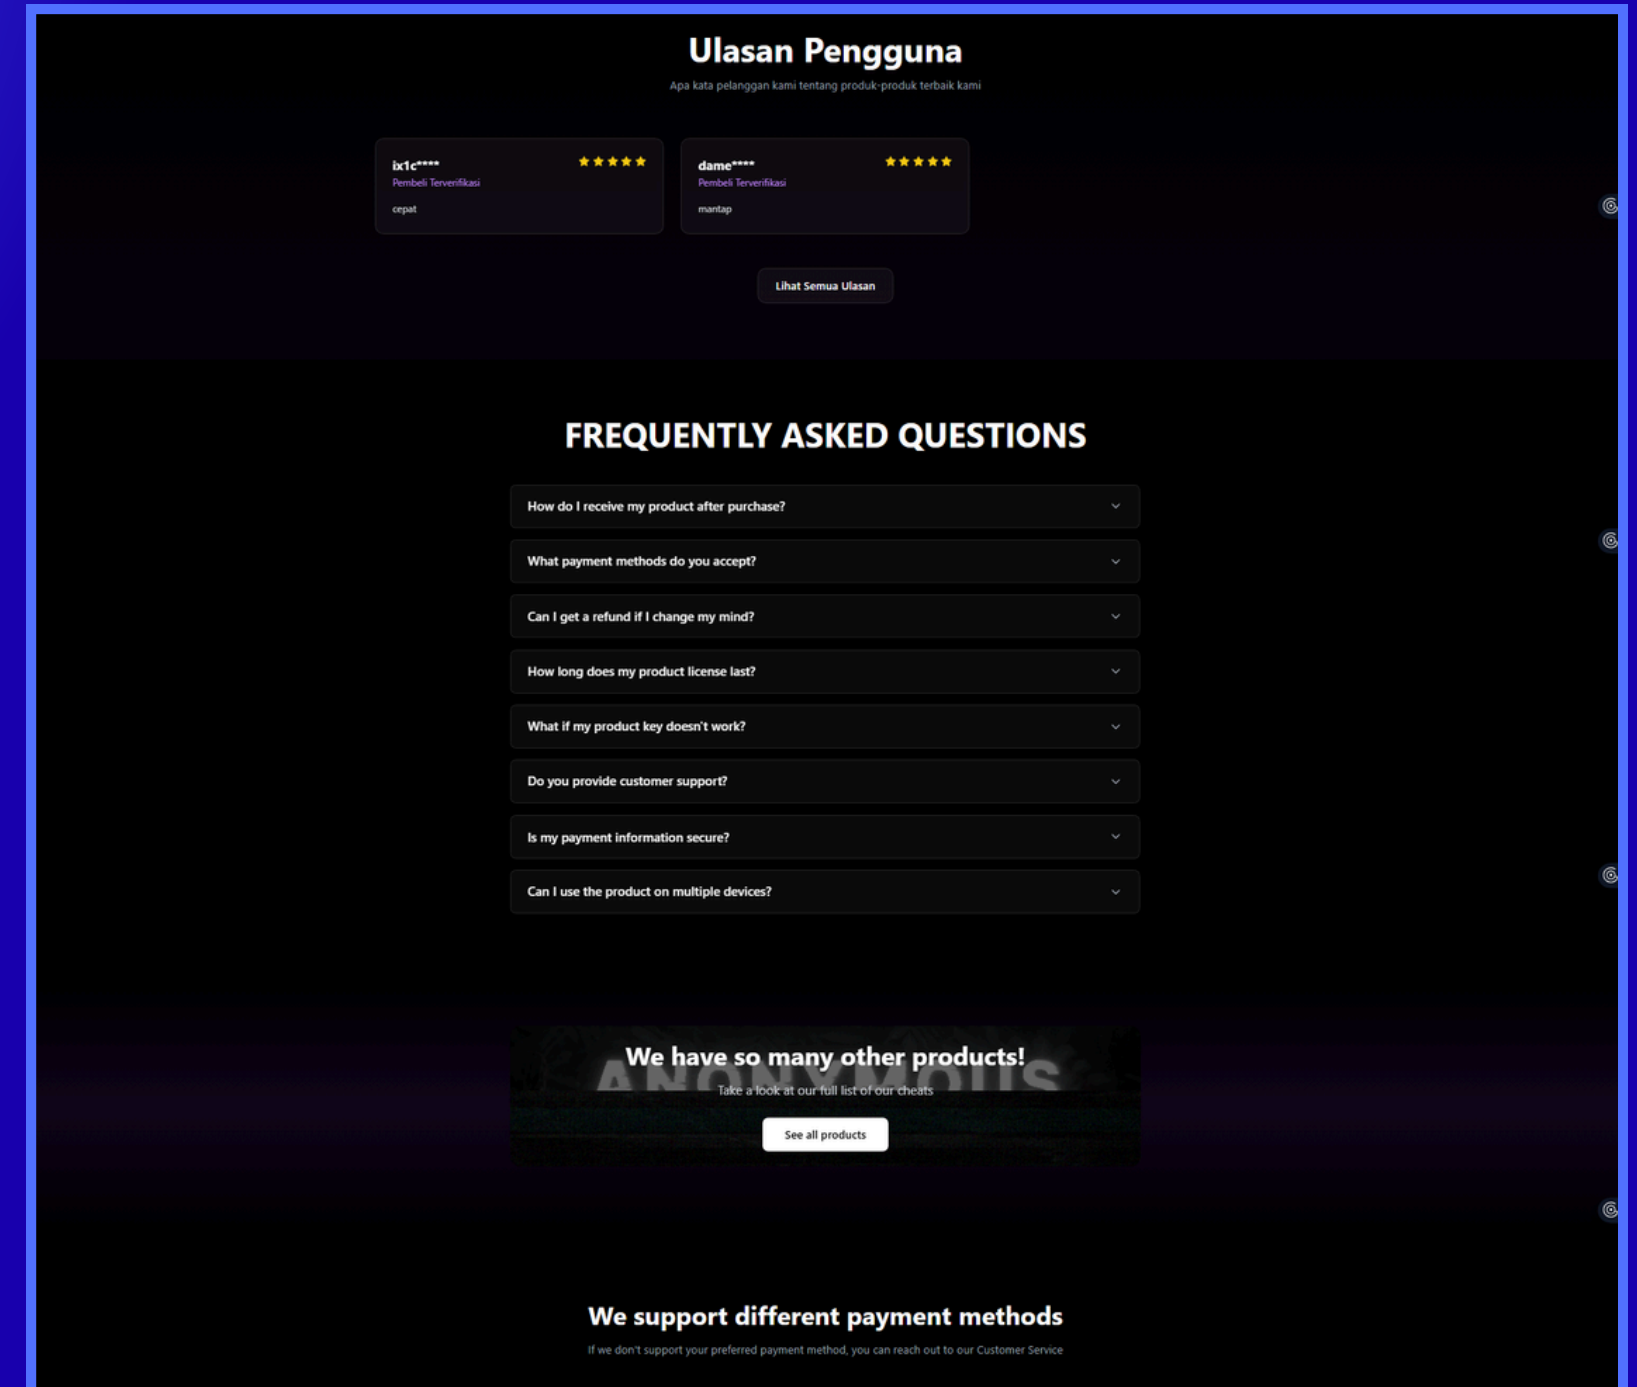 Ulasan Pengguna
Apa kata pelanggan kami tentang produk-produk terbaik kami
ix1c****
Pembeli Terverifikasi
cepat
dame****
Pembeli Terverifikasi
mantap
Lihat Semua Ulasan
FREQUENTLY ASKED QUESTIONS
How do I receive my product after purchase?
What payment methods do you accept?
Can I get a refund if I change my mind?
How long does my product license last?
What if my product key doesn't work?
Do you provide customer support?
Is my payment information secure?
Can I use the product on multiple devices?
We have so many other products!
ANONYMOUS
Take a look at our full list of our cheats
See all products
We support different payment methods
If we don't support your preferred payment method, you can reach out to our Customer Service